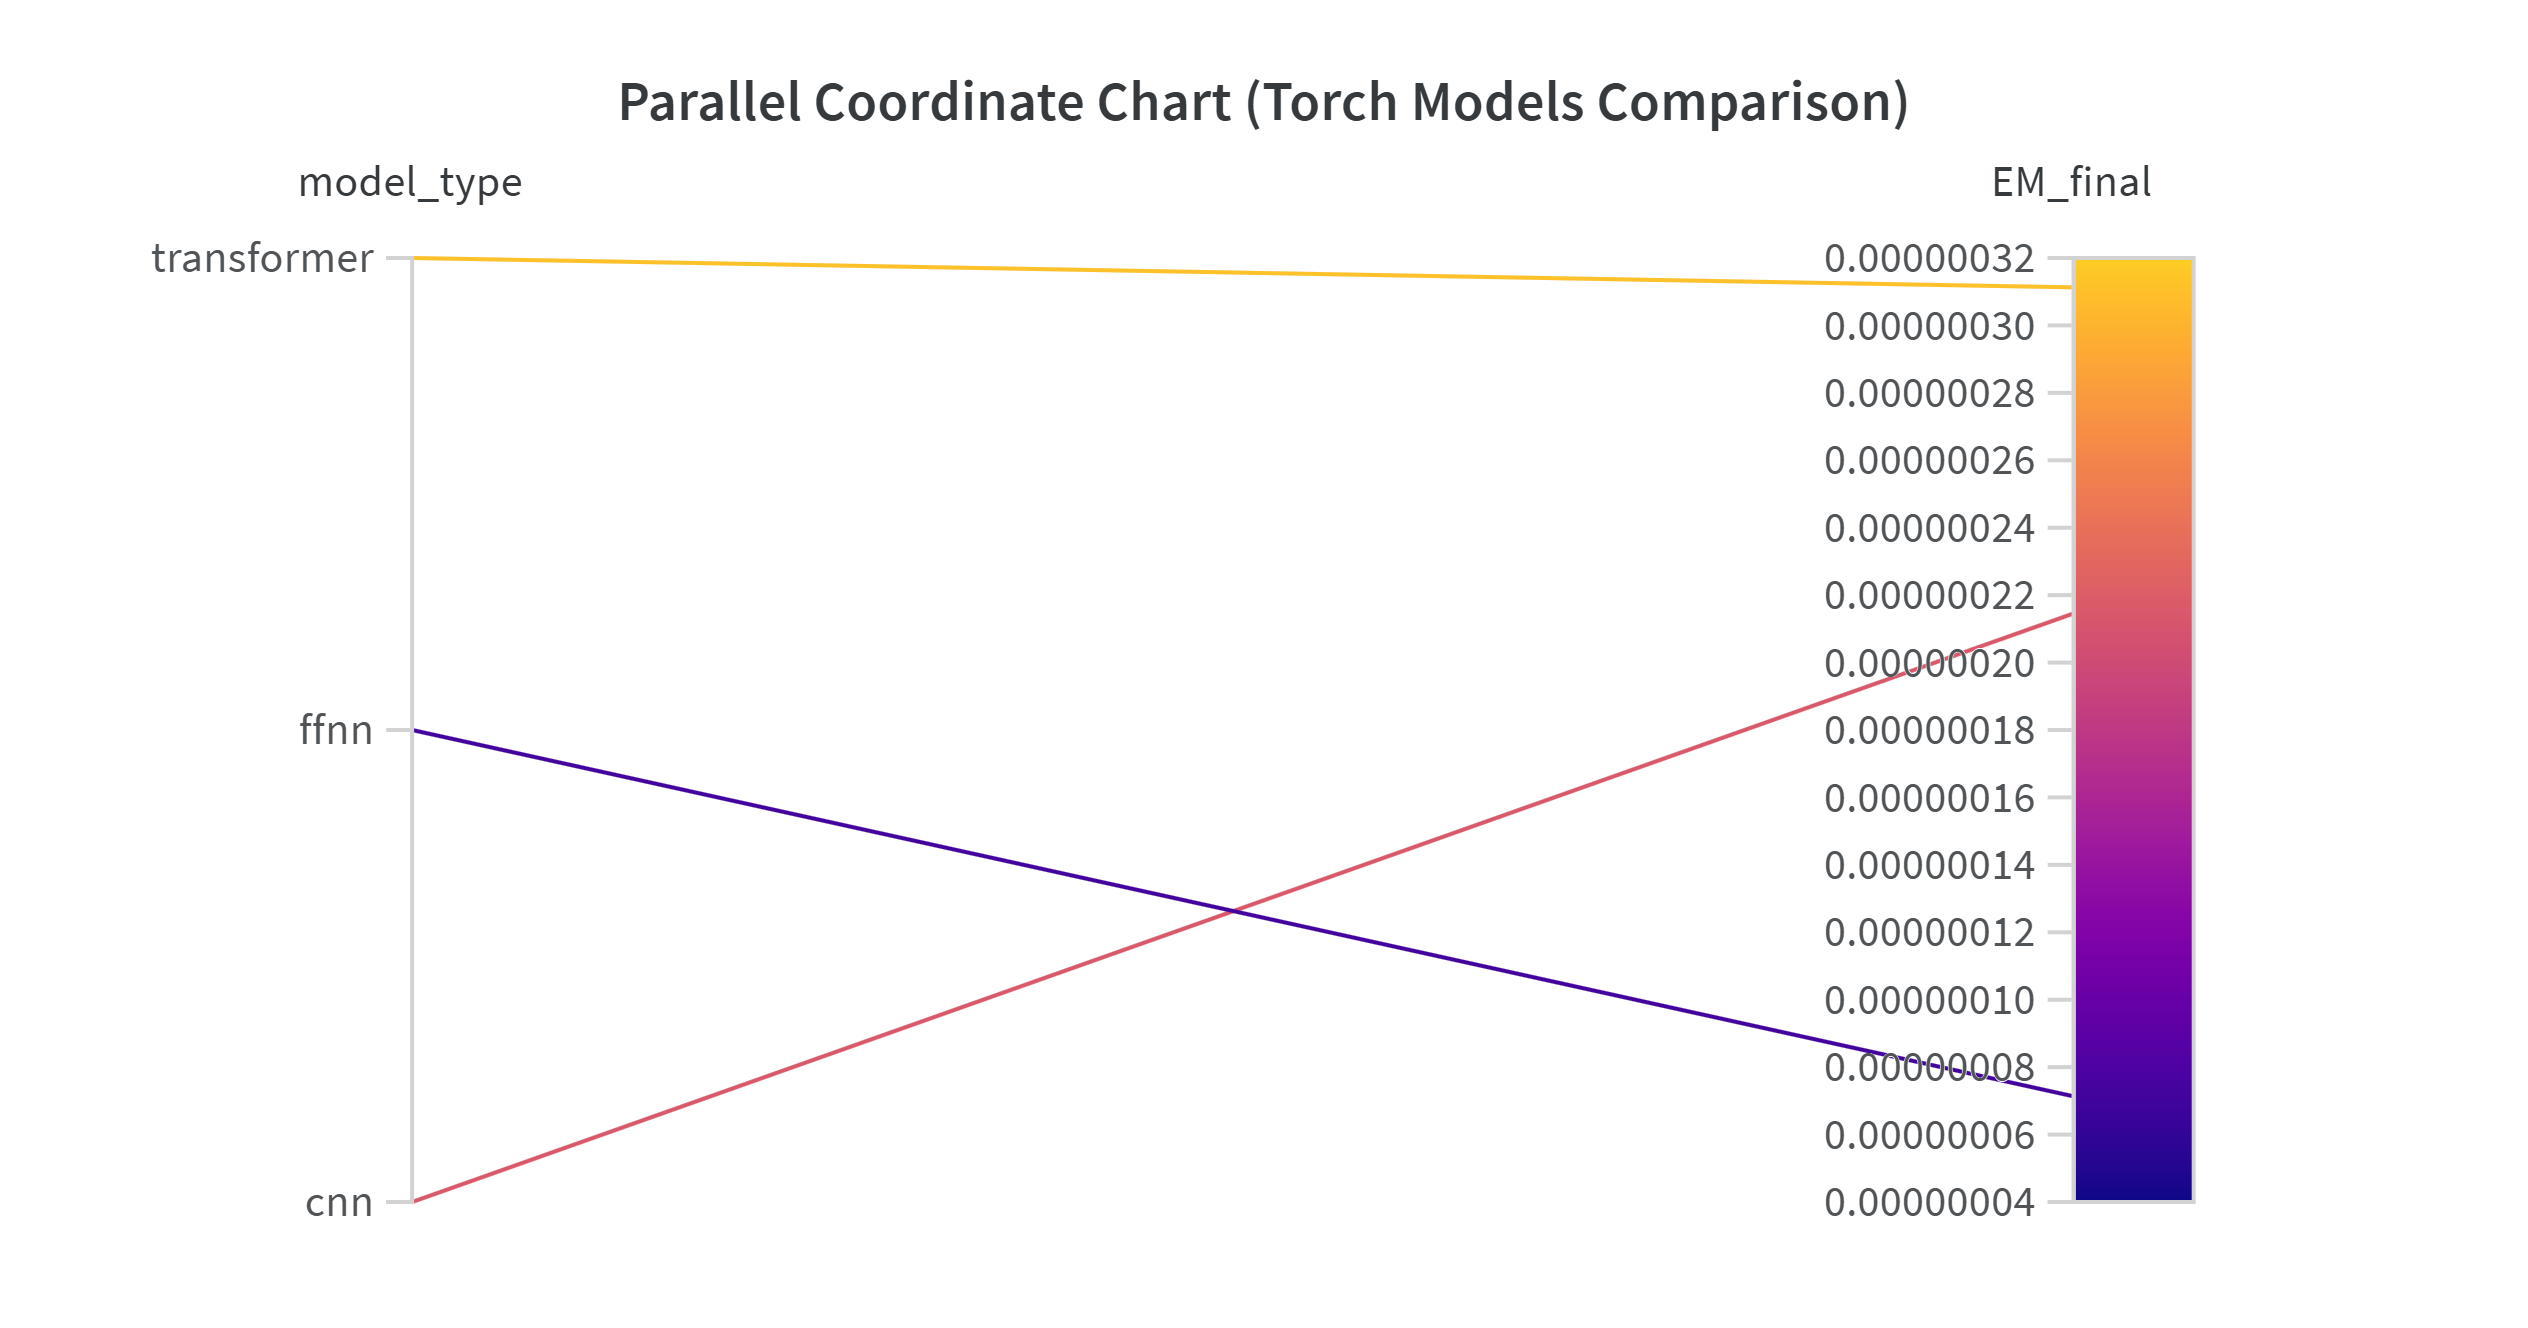 Parallel Coordinate Chart (Torch Models Comparison)
model_type
EM_final
transformer
ffnn
cnn
0.00000032
0.00000030
0.00000028
0.00000026
0.00000024
0.00000022
0.00000020
0.00000018
0.00000016
0.00000014
0.00000012
0.00000010
0.00000008
0.00000006
0.00000004